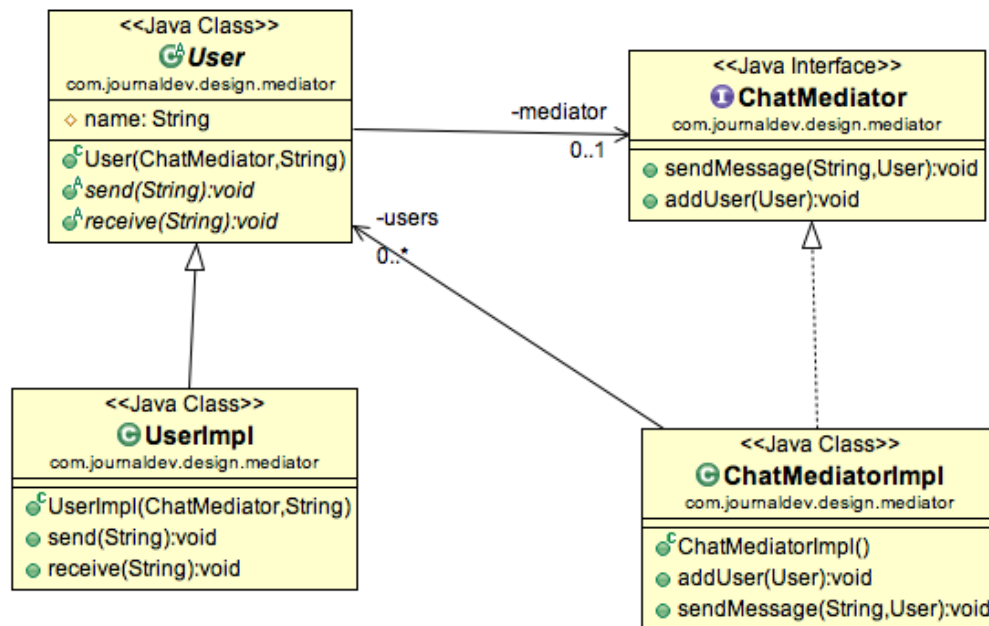 <<Java Class>>
User
com.journaldev.design.mediator
name: String
User(ChatMediator,String)
send(String):void
receive(String):void
-mediator
0..1
<<Java Interface>>
ChatMediator
com.journaldev.design.mediator
sendMessage(String,User):void
addUser(User):void
-users
0..*
<<Java Class>>
UserImpl
com.journaldev.design.mediator
UserImpl(ChatMediator,String)
send(String):void
receive(String):void
<<Java Class>>
ChatMediatorImpl
com.journaldev.design.mediator
ChatMediatorImpl()
addUser(User):void
sendMessage(String,User):void